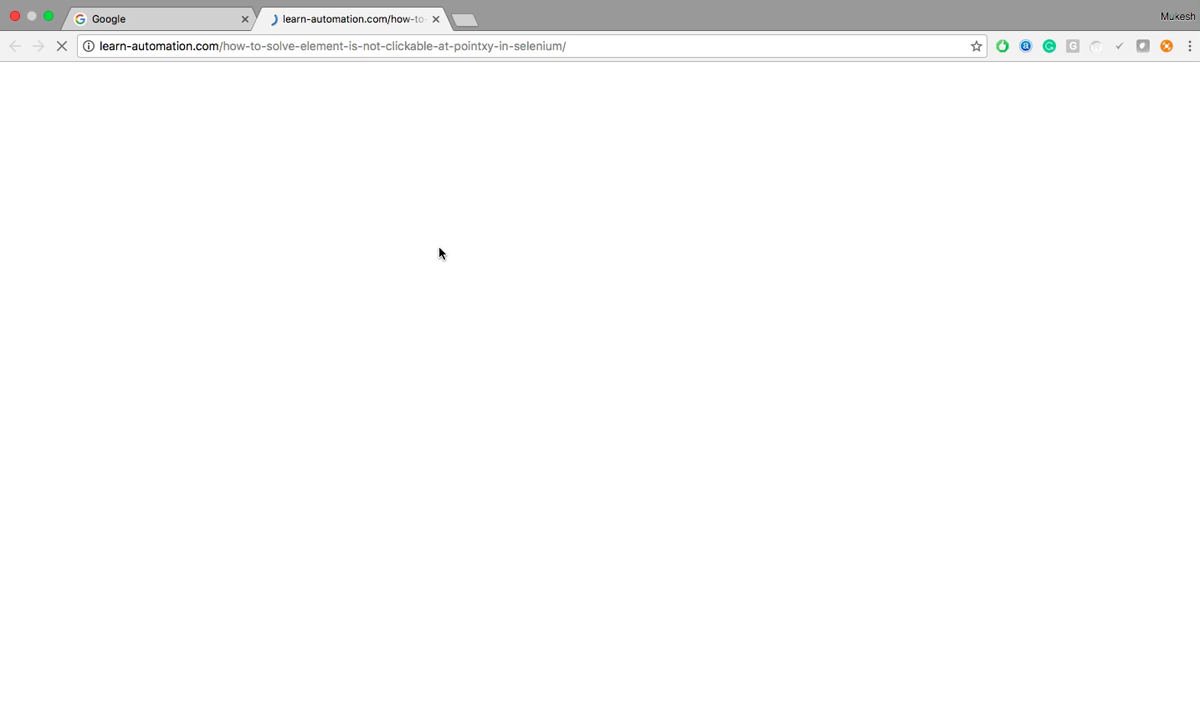 Google
learn-automation.com/how-to-
Mukesh
learn-automation.com/how-to-solve-element-is-not-clickable-at-pointxy-in-selenium/